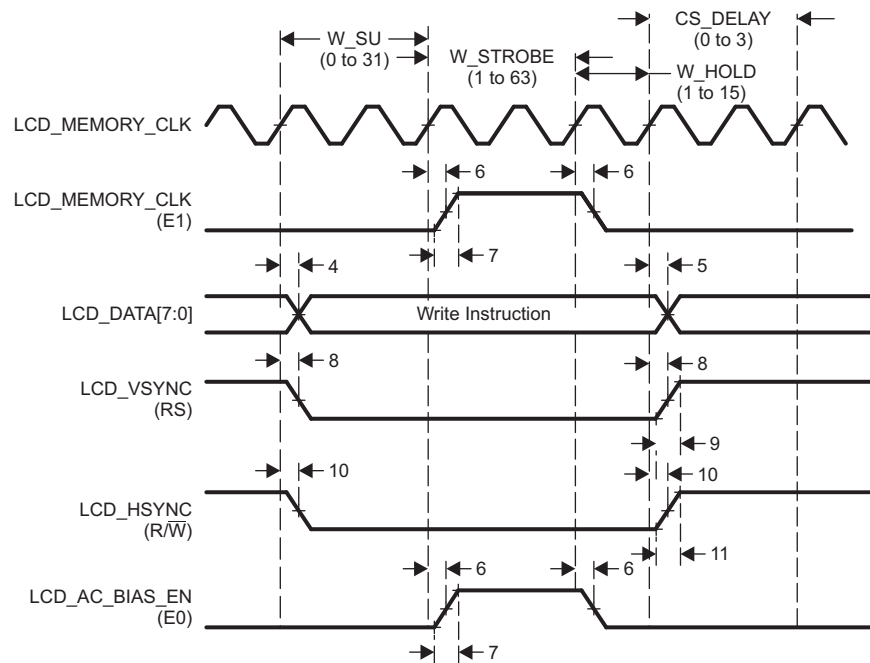 CS_DELAY
(0 to 3)
W_SU
(0 to 31)
W_STROBE
(1 to 63)
W_HOLD
(1 to 15)
LCD_MEMORY_CLK
6
6
LCD_MEMORY_CLK
(E1)
7
4
5
LCD_DATA[7:0]
Write Instruction
8
8
LCD_VSYNC
(RS)
9
10
10
LCD_HSYNC
(R/W̅)
11
6
6
LCD_AC_BIAS_EN
(E0)
7